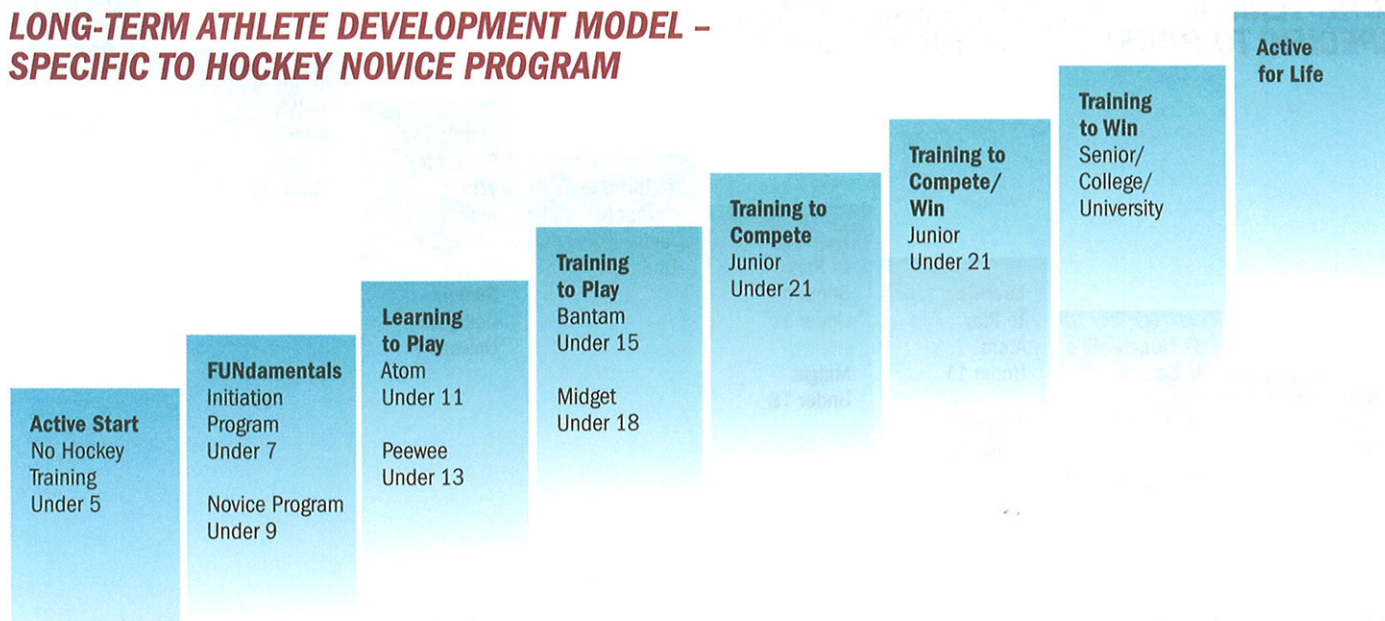 LONG-TERM ATHLETE DEVELOPMENT MODEL –
SPECIFIC TO HOCKEY NOVICE PROGRAM
Active Start
No Hockey
Training
Under 5
FUNdamentals
Initiation
Program
Under 7
Novice Program
Under 9
Learning
to Play
Atom
Under 11
Peewee
Under 13
Training
to Play
Bantam
Under 15
Midget
Under 18
Training to
Compete
Junior
Under 21
Training to
Compete/
Win
Junior
Under 21
Training
to Win
Senior/
College/
University
Active
for Life